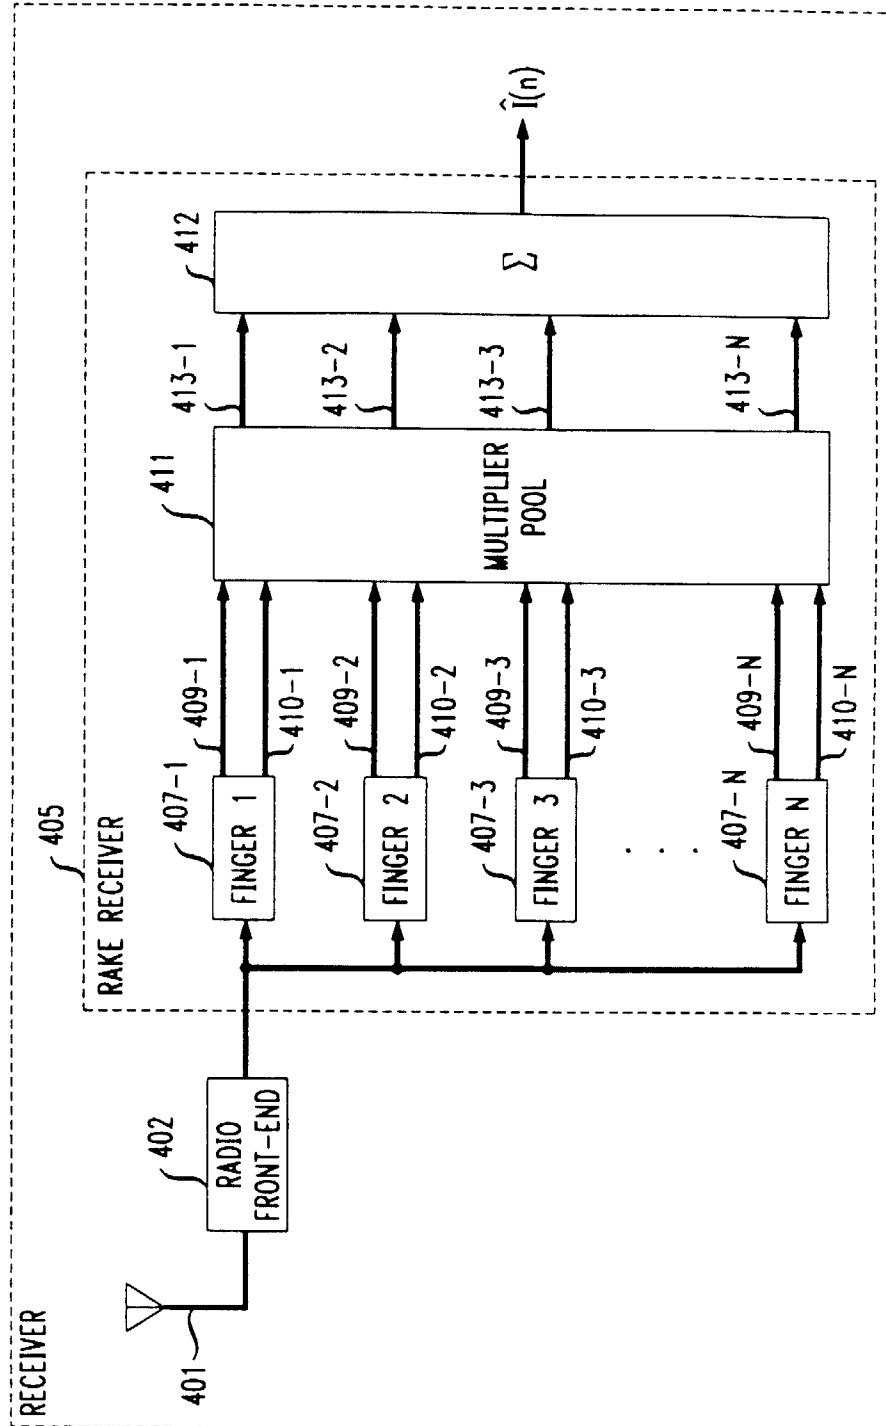 RECEIVER
401
402
RADIO
FRONT-END
405
RAKE RECEIVER
407-1
FINGER 1
409-1
410-1
407-2
FINGER 2
409-2
410-2
407-3
FINGER 3
409-3
410-3
. . .
407-N
FINGER N
409-N
410-N
411
MULTIPLIER
POOL
413-1
413-2
413-3
413-N
412
Σ
Î(n)